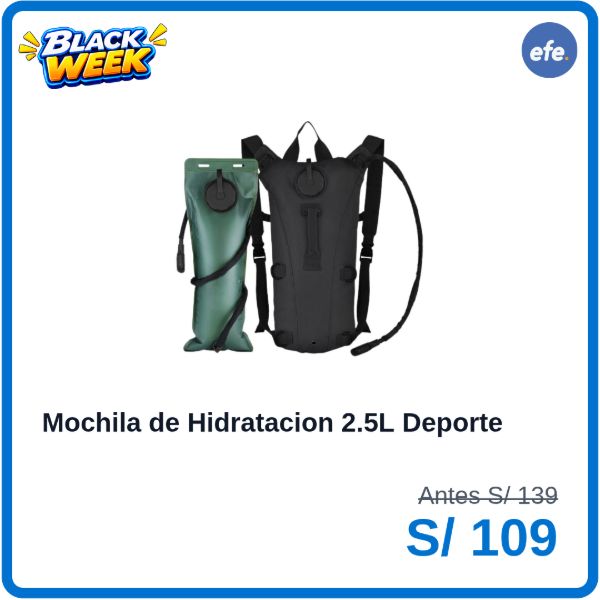 BLACK
WEEK
efe.
Mochila de Hidratacion 2.5L Deporte
Antes S/ 139
S/ 109